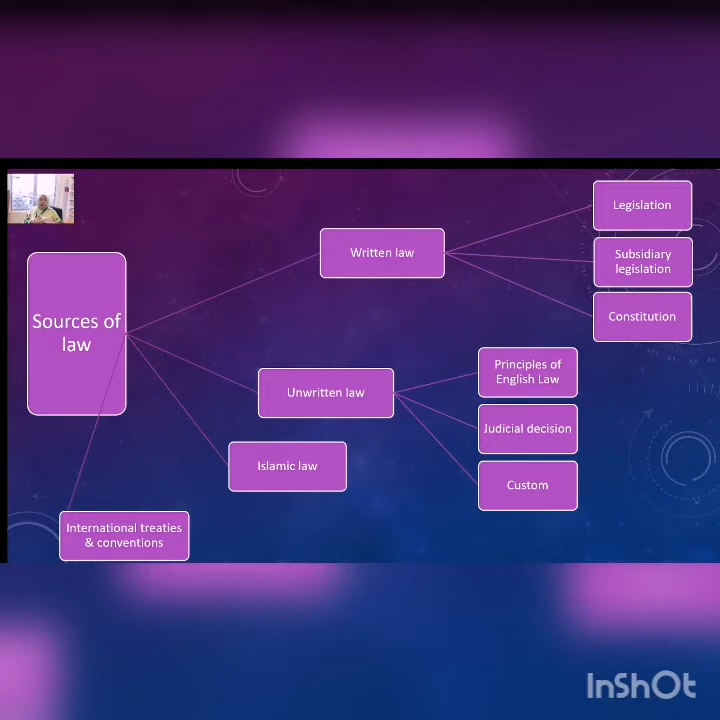 Sources of
law
Written law
Legislation
Subsidiary
legislation
Constitution
Unwritten law
Principles of
English Law
Judicial decision
Custom
Islamic law
International treaties
& conventions
InShOt